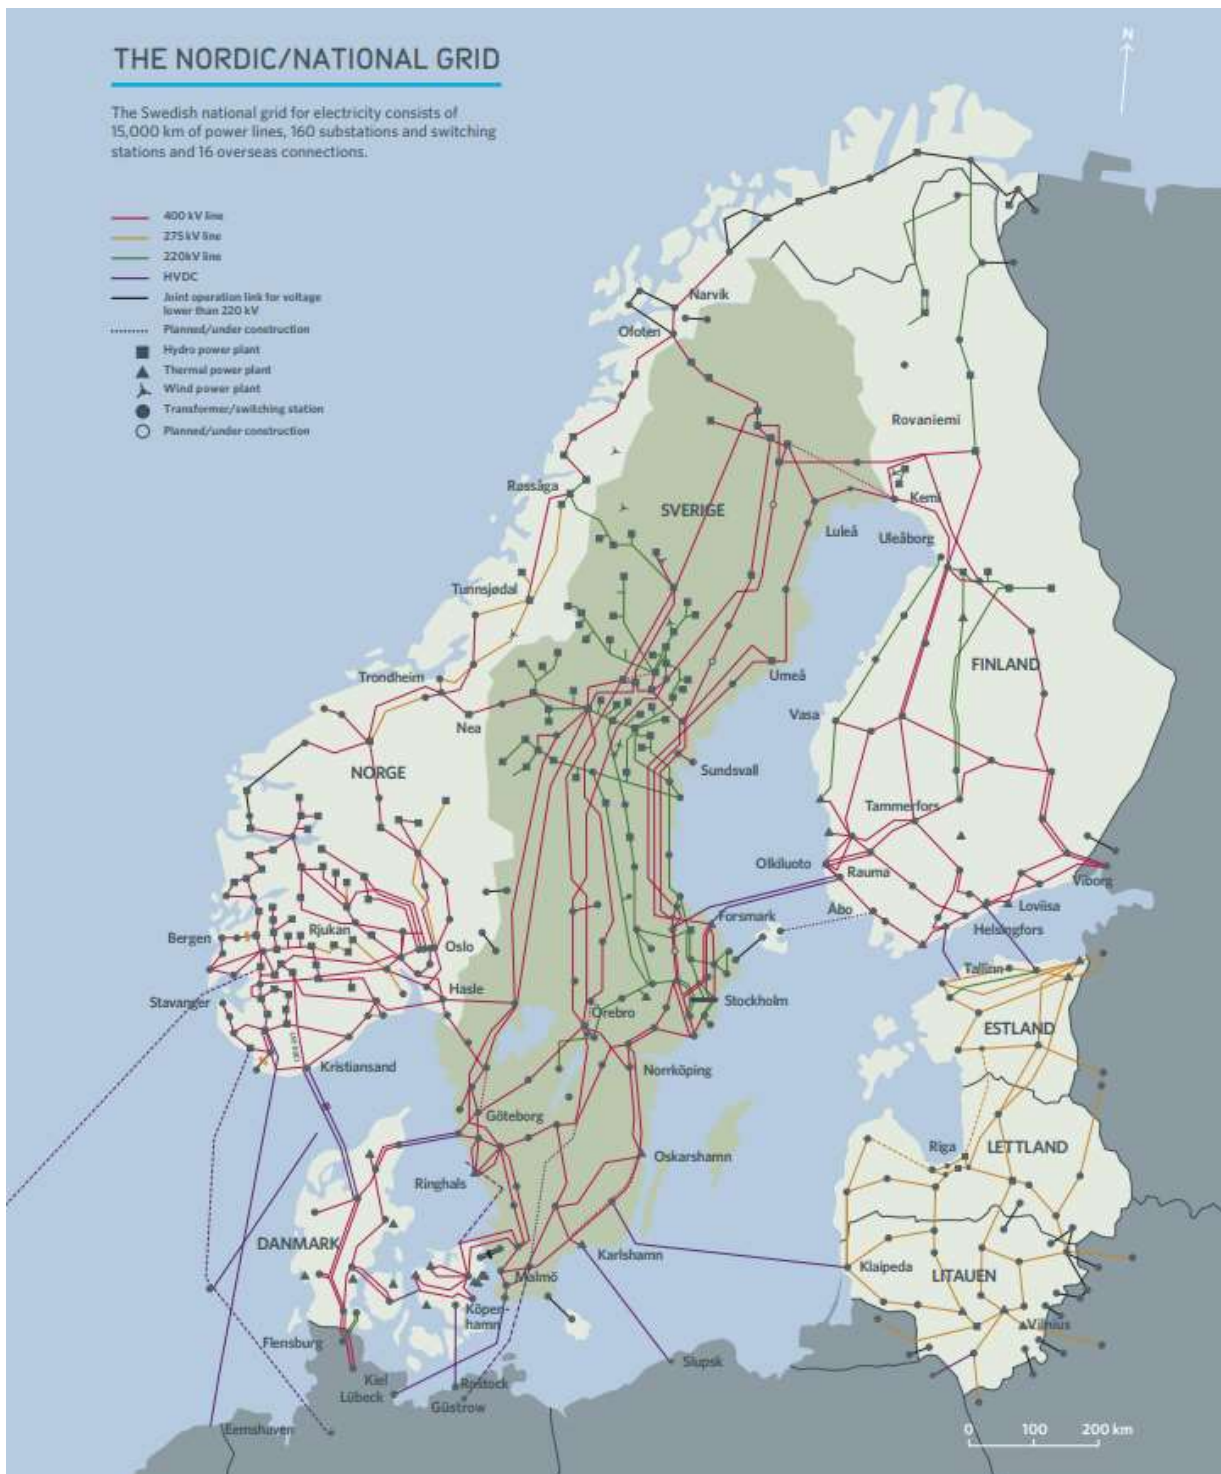 THE NORDIC/NATIONAL GRID
The Swedish national grid for electricity consists of
15,000 km of power lines, 160 substations and switching
stations and 16 overseas connections.
400 kV line
275 kV line
220kV line
HVDC
Joint operation link for voltage
lower than 220 kV
Planned/under construction
Hydro power plant
Thermal power plant
Wind power plant
Transformer/switching station
Planned/under construction
N
Narvik
Ofoten
Rovaniemi
Røssåga
Kemi
SVERIGE
Luleå
Uleåborg
Tunnsjødal
FINLAND
Trondheim
Umeå
Vasa
Nea
Sundsvall
NORGE
Tammerfors
Olkiluoto
Rauma
Viborg
Åbo
Loviisa
Forsmark
Helsingfors
Rjukan
Bergen
Oslo
Tallinn
Hasle
Stavanger
Stockholm
Örebro
ESTLAND
Kristiansand
Norrköping
Göteborg
Riga
LETTLAND
Oskarshamn
Ringhals
DANMARK
Karlshamn
Klaipeda
LITAUEN
Malmö
Köpen-
hamn
Vilnius
Flensburg
Slupsk
Kiel
Rostock
Lübeck
Güstrow
Eemshaven
0 100 200 km